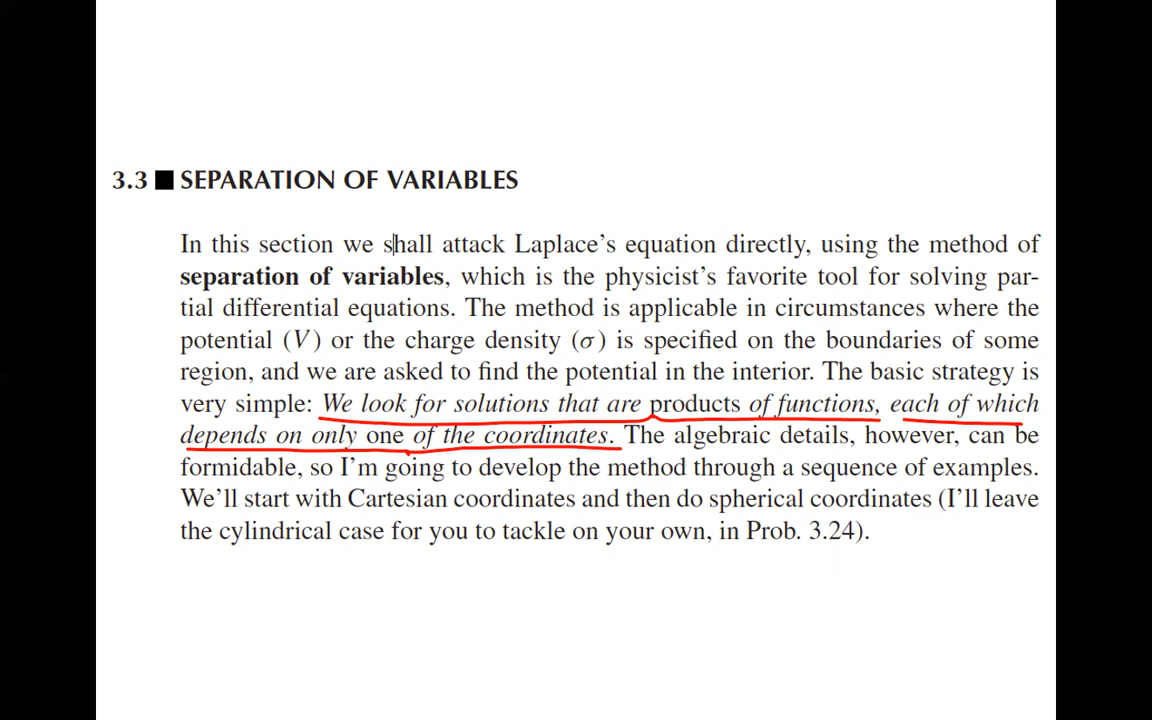 3.3 ■ SEPARATION OF VARIABLES
In this section we shall attack Laplace's equation directly, using the method of
separation of variables, which is the physicist's favorite tool for solving par-
tial differential equations. The method is applicable in circumstances where the
potential (V) or the charge density (σ) is specified on the boundaries of some
region, and we are asked to find the potential in the interior. The basic strategy is
very simple: We look for solutions that are products of functions, each of which
depends on only one of the coordinates. The algebraic details, however, can be
formidable, so I'm going to develop the method through a sequence of examples.
We'll start with Cartesian coordinates and then do spherical coordinates (I'll leave
the cylindrical case for you to tackle on your own, in Prob. 3.24).